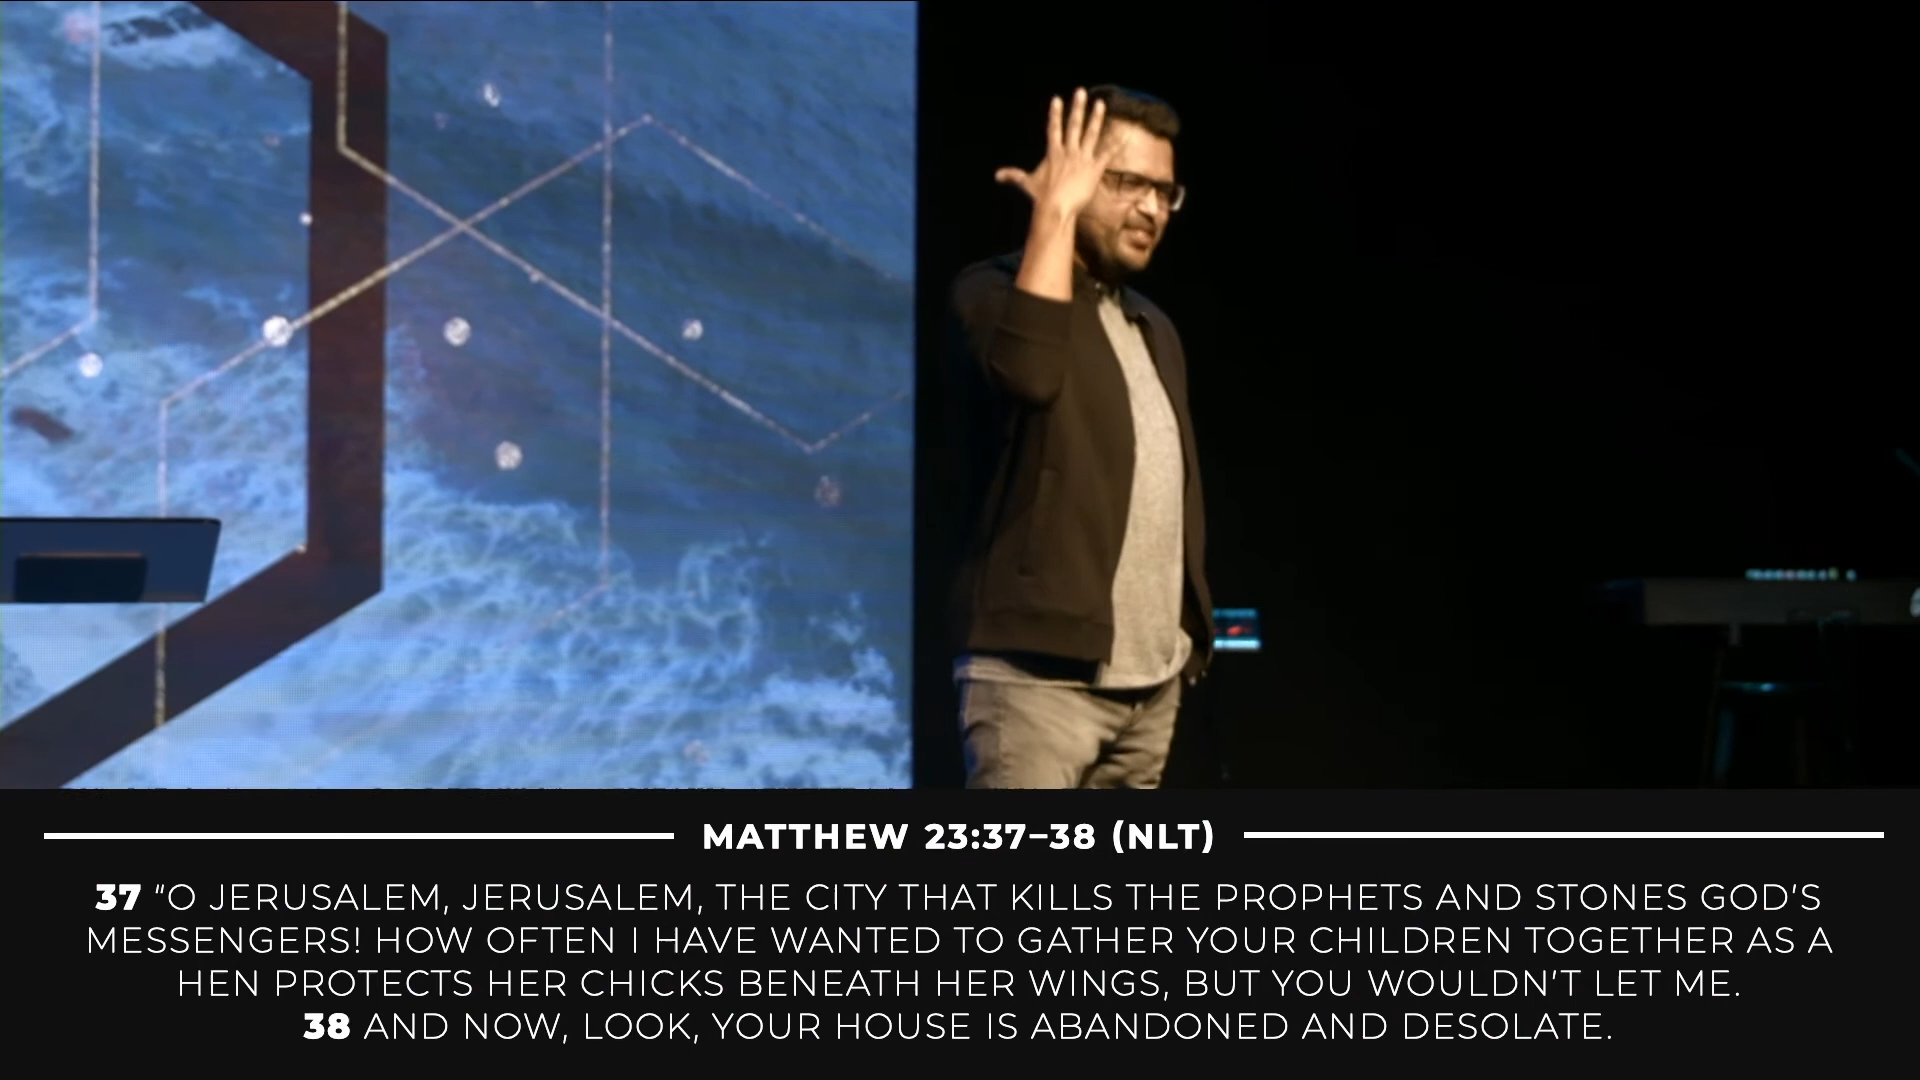 MATTHEW 23:37–38 (NLT)
37 "O JERUSALEM, JERUSALEM, THE CITY THAT KILLS THE PROPHETS AND STONES GOD'S
MESSENGERS! HOW OFTEN I HAVE WANTED TO GATHER YOUR CHILDREN TOGETHER AS A
HEN PROTECTS HER CHICKS BENEATH HER WINGS, BUT YOU WOULDN'T LET ME.
38 AND NOW, LOOK, YOUR HOUSE IS ABANDONED AND DESOLATE.